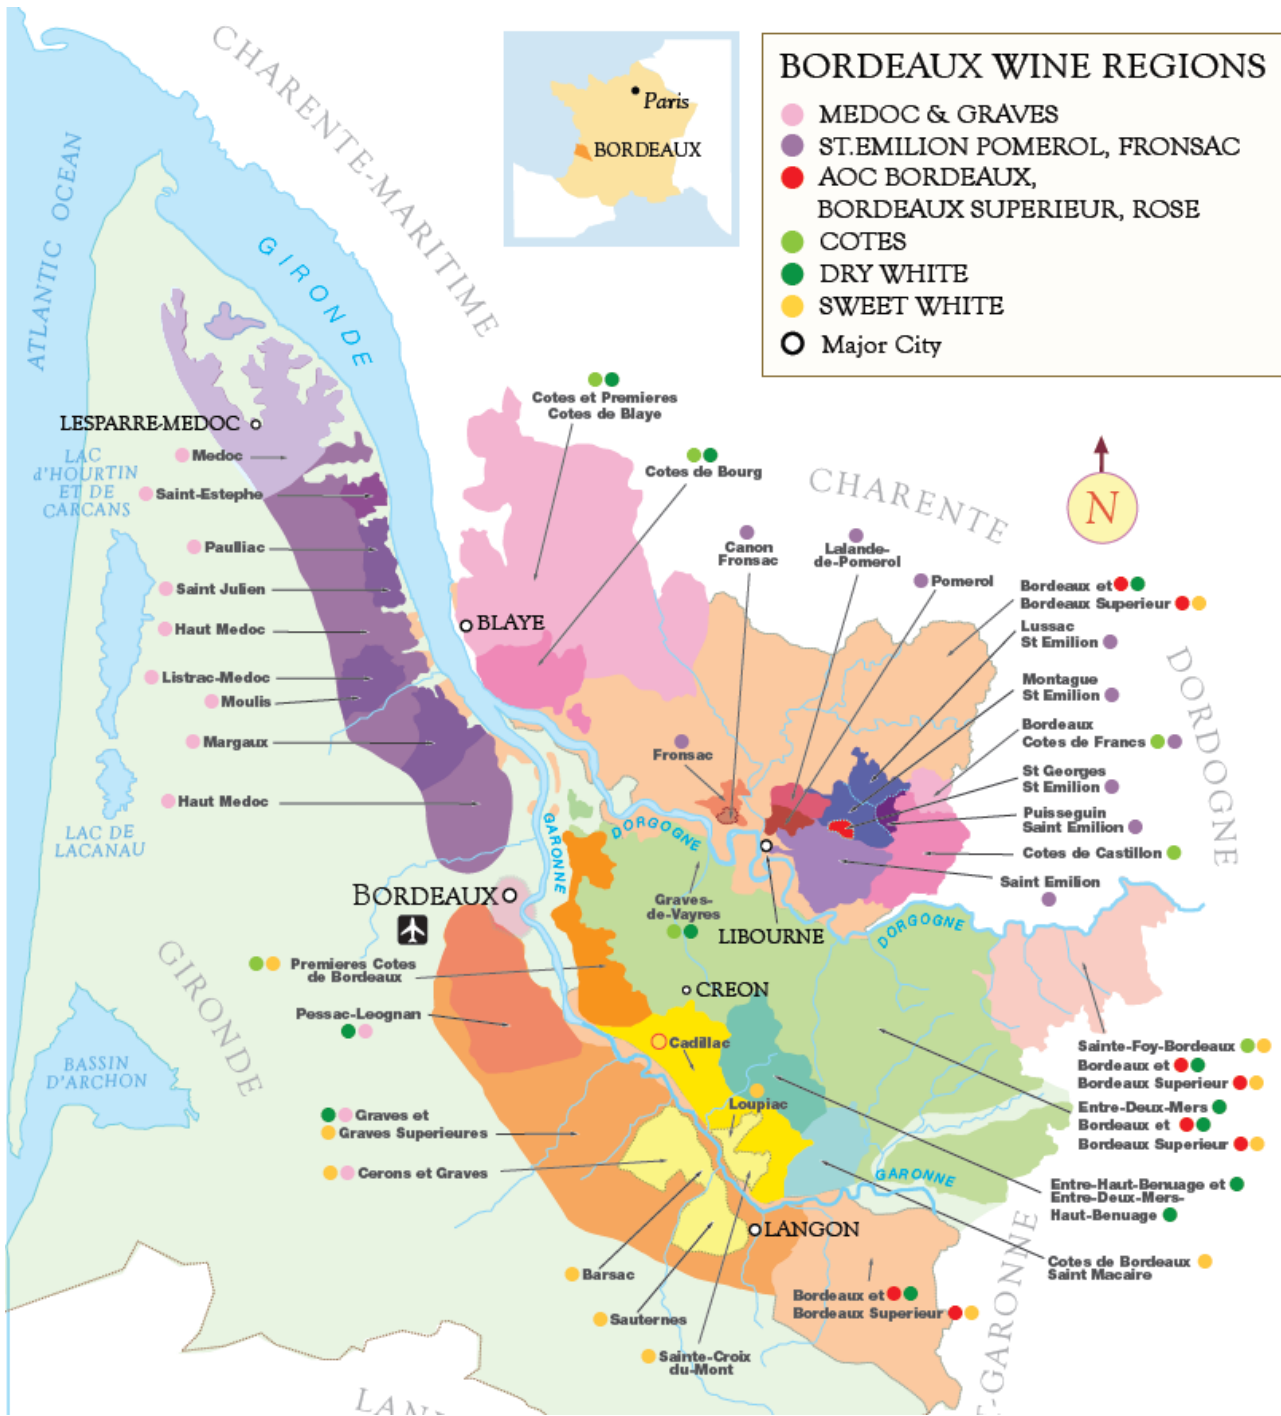 BORDEAUX WINE REGIONS
MEDOC & GRAVES
ST.EMILION POMEROL, FRONSAC
AOC BORDEAUX,
BORDEAUX SUPERIEUR, ROSE
COTES
DRY WHITE
SWEET WHITE
Major City
Paris
BORDEAUX
CHARENTE-MARITIME
ATLANTIC OCEAN
GIRONDE
LESPARRE-MEDOC
LAC
d'HOURTIN
ET DE
CARCANS
Medoc
Saint-Estephe
Paulliac
Saint Julien
Haut Medoc
Listrac-Medoc
Moulis
Margaux
Haut Medoc
LAC DE
LACANAU
Cotes et Premieres
Cotes de Blaye
Cotes de Bourg
BLAYE
CHARENTE
N
Canon
Fronsac
Lalande-
de-Pomerol
Pomerol
Fronsac
Bordeaux et
Bordeaux Superieur
Lussac
St Emilion
Montague
St Emilion
Bordeaux
Cotes de Francs
St Georges
St Emilion
Puisseguin
Saint Emilion
Cotes de Castillon
Saint Emilion
DORDOGNE
GARONNE
DORGOGNE
BORDEAUX
Graves-
de-Vayres
LIBOURNE
DORGOGNE
GIRONDE
Premieres Cotes
de Bordeaux
CREON
Pessac-Leognan
Cadillac
BASSIN
D'ARCHON
Loupiac
Graves et
Graves Superieures
Cerons et Graves
Sainte-Foy-Bordeaux
Bordeaux et
Bordeaux Superieur
Entre-Deux-Mers
Bordeaux et
Bordeaux Superieur
GARONNE
Entre-Haut-Benuage et
Entre-Deux-Mers-
Haut-Benuage
LANGON
Cotes de Bordeaux
Saint Macaire
Barsac
Sauternes
Sainte-Croix
du-Mont
Bordeaux et
Bordeaux Superieur
T-GARONNE
LAN